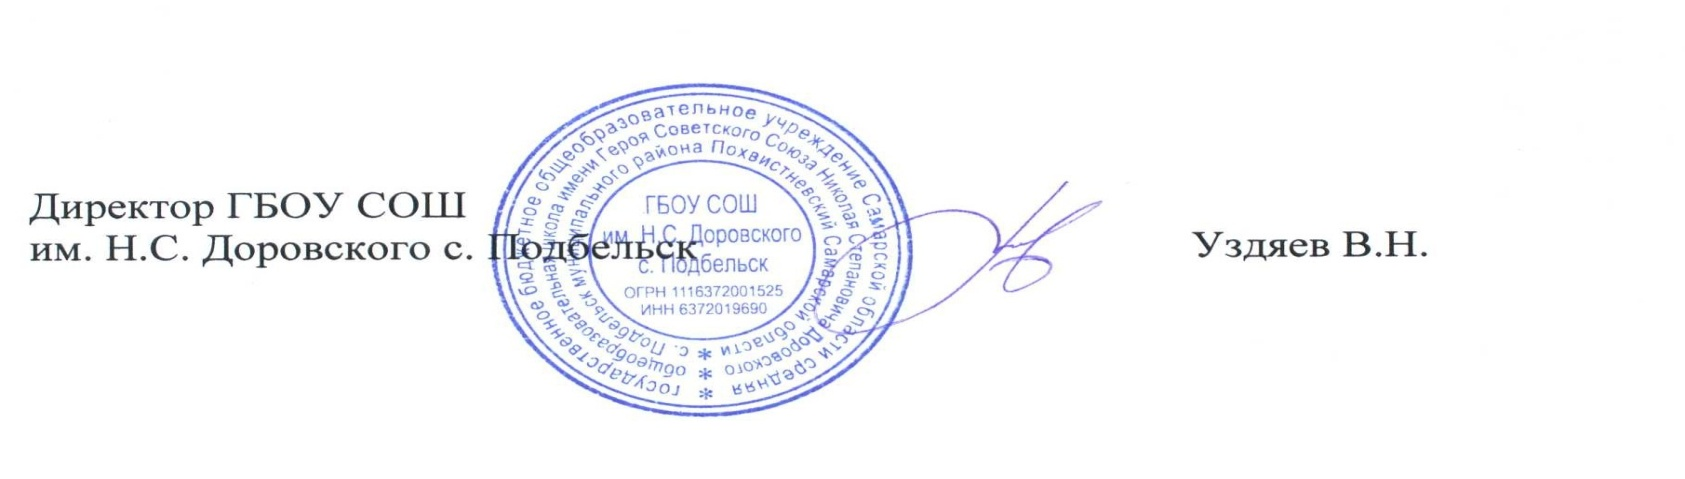 Директор ГБОУ СОШ
им. Н.С. Доровского с. Подбельск
Уздяев В.Н.
государственное бюджетное общеобразовательное учреждение Самарской области средняя
общеобразовательная школа имени Героя Советского Союза Николая Степановича Доровского
с. Подбельск муниципального района Похвистневский Самарской области
ГБОУ СОШ
им. Н.С. Доровского
с. Подбельск
ОГРН 1116372001525
ИНН 6372019690